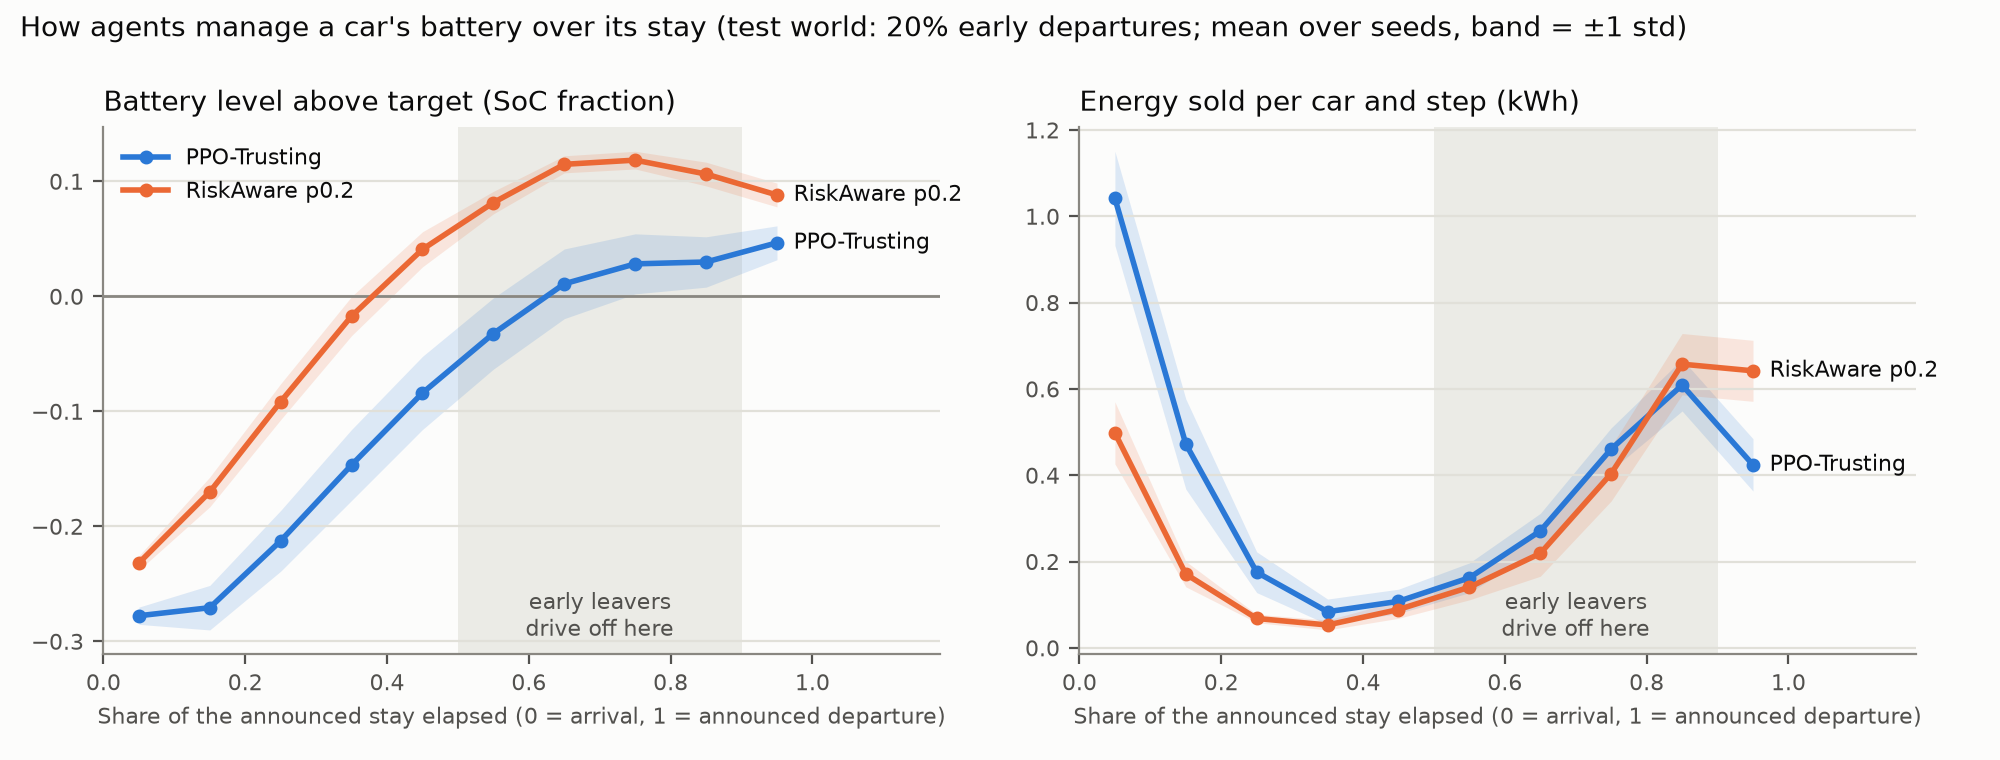 How agents manage a car's battery over its stay (test world: 20% early departures; mean over seeds, band = ±1 std)
Battery level above target (SoC fraction)
PPO-Trusting
RiskAware p0.2
0.1
0.0
−0.1
−0.2
−0.3
RiskAware p0.2
PPO-Trusting
early leavers
drive off here
0.0 0.2 0.4 0.6 0.8 1.0
Share of the announced stay elapsed (0 = arrival, 1 = announced departure)
Energy sold per car and step (kWh)
1.2
1.0
0.8
0.6
0.4
0.2
0.0
RiskAware p0.2
PPO-Trusting
early leavers
drive off here
0.0 0.2 0.4 0.6 0.8 1.0
Share of the announced stay elapsed (0 = arrival, 1 = announced departure)